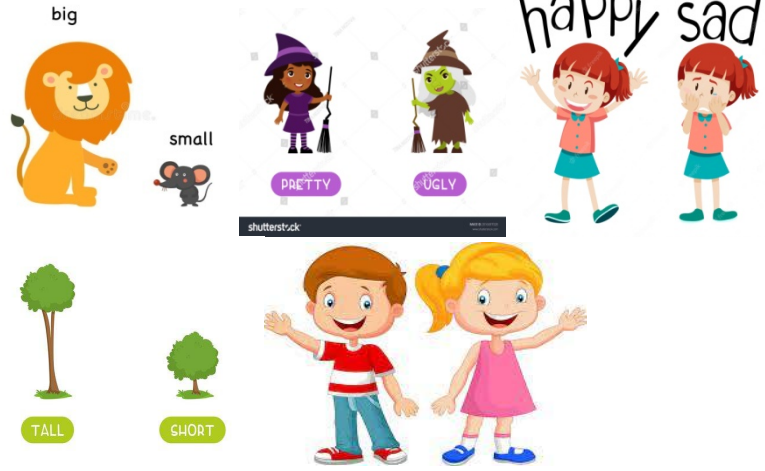 big
small
PRETTY
UGLY
shutterstock
happy sad
TALL
SHORT